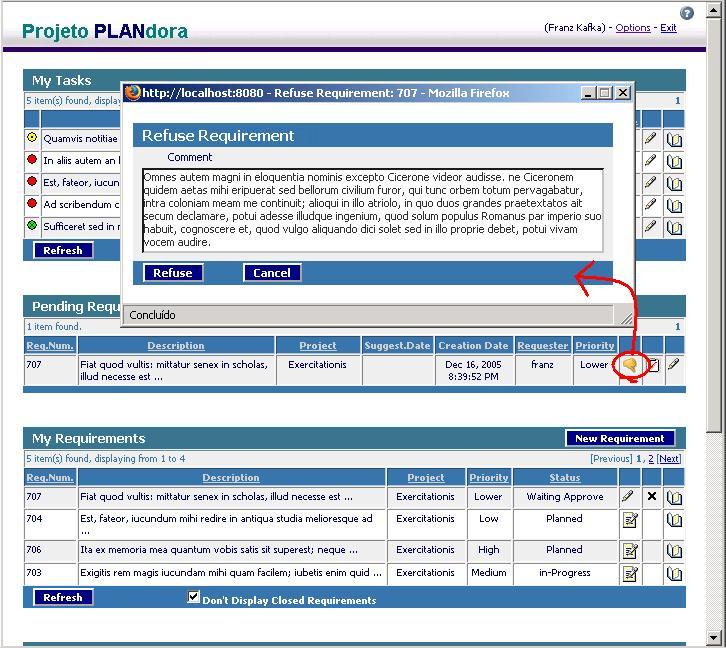 Projeto PLANdora
(Franz Kafka) - Options - Exit
My Tasks
5 item(s) found, display
1
Quamvis notitiae
In aliis autem an l
Est, fateor, iucun
Ad scribendum c
Sufficeret sed in r
Refresh
http://localhost:8080 - Refuse Requirement: 707 - Mozilla Firefox
Refuse Requirement
Comment
Omnes autem magni in eloquentia nominis excepto Cicerone videor audisse. ne Ciceronem
quidem aetas mihi eripuerat sed bellorum civilium furor, qui tunc orbem totum pervagabatur,
intra coloniam meam me continuit; alioqui in illo atriolo, in quo duos grandes praetextatos ait
secum declamare, potui adesse illudque ingenium, quod solum populus Romanus par imperio suo
habuit, cognoscere et, quod vulgo aliquando dici solet sed in illo proprie debet, potui vivam
vocem audire.
Refuse Cancel
Concluído
Pending Requ
1 item found. 1
Req.Num. Description Project Suggest.Date Creation Date Requester Priority
707 Fiat quod vultis: mittatur senex in scholas, Exercitationis Dec 16, 2005 franz Lower
illud necesse est ... 8:39:52 PM
My Requirements New Requirement
5 item(s) found, displaying from 1 to 4 [Previous] 1, 2 [Next]
Req.Num. Description Project Priority Status
707 Fiat quod vultis: mittatur senex in scholas, illud necesse est ... Exercitationis Lower Waiting Approve
704 Est, fateor, iucundum mihi redire in antiqua studia melioresque ad Exercitationis Low Planned
...
706 Ita ex memoria mea quantum vobis satis sit superest; neque ... Exercitationis High Planned
703 Exigitis rem magis iucundam mihi quam facilem; iubetis enim quid ... Exercitationis Medium in-Progress
Refresh Don't Display Closed Requirements